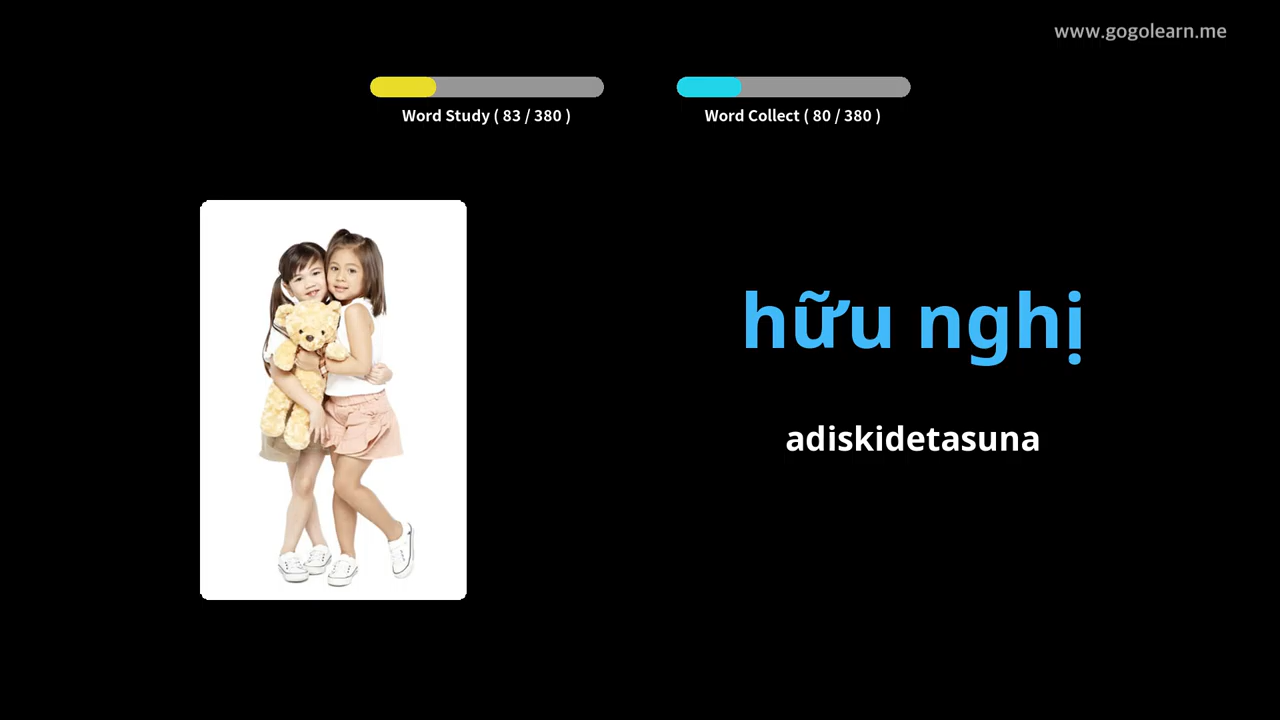 www.gogolearn.me
Word Study ( 83 / 380 )
Word Collect ( 80 / 380 )
hữu nghị
adiskidetasuna